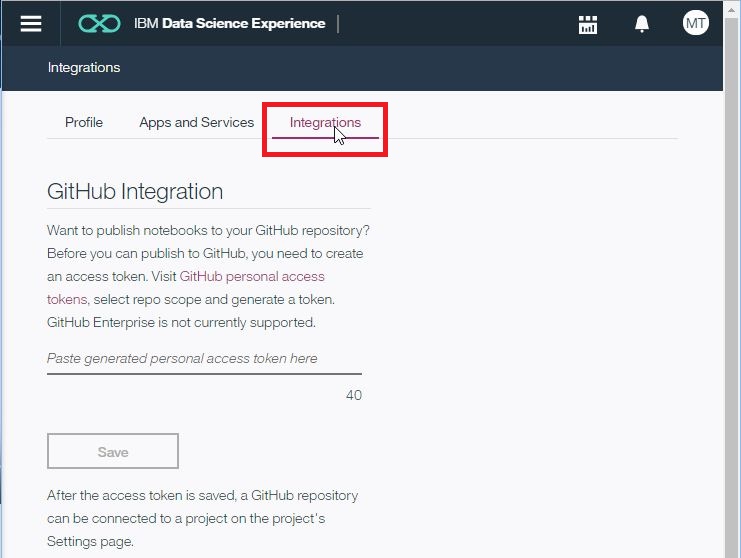 IBM Data Science Experience
MT
Integrations
Profile Apps and Services Integrations
GitHub Integration
Want to publish notebooks to your GitHub repository?
Before you can publish to GitHub, you need to create
an access token. Visit GitHub personal access
tokens, select repo scope and generate a token.
GitHub Enterprise is not currently supported.
Paste generated personal access token here
40
Save
After the access token is saved, a GitHub repository
can be connected to a project on the project's
Settings page.